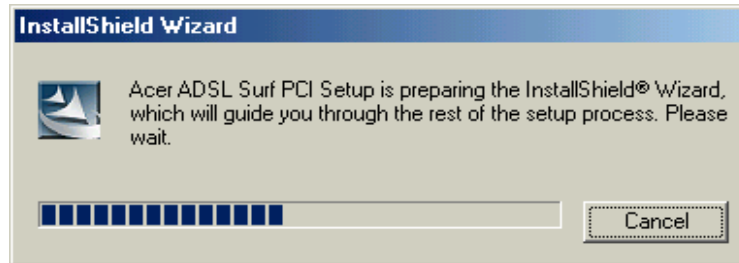 InstallShield Wizard
Acer ADSL Surf PCI Setup is preparing the InstallShield® Wizard,
which will guide you through the rest of the setup process. Please
wait.
Cancel